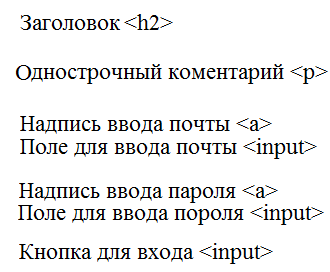 Заголовок <h2>
Однострочный коментарий <p>
Надпись ввода почты <a>
Поле для ввода почты <input>
Надпись ввода пароля <a>
Поле для ввода пороля <input>
Кнопка для входа <input>